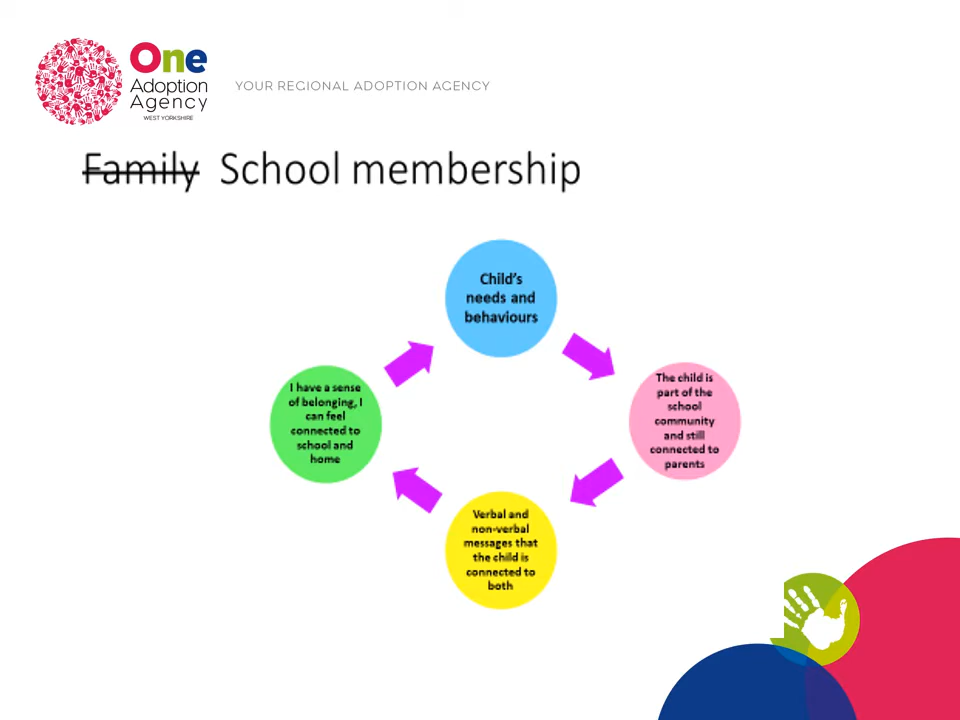 One
Adoption
Agency
WEST YORKSHIRE
YOUR REGIONAL ADOPTION AGENCY
Family School membership
Child's
needs and
behaviours
The child is
part of the
school
community
and still
connected to
parents
Verbal and
non-verbal
messages that
the child is
connected to
both
I have a sense
of belonging, I
can feel
connected to
school and
home